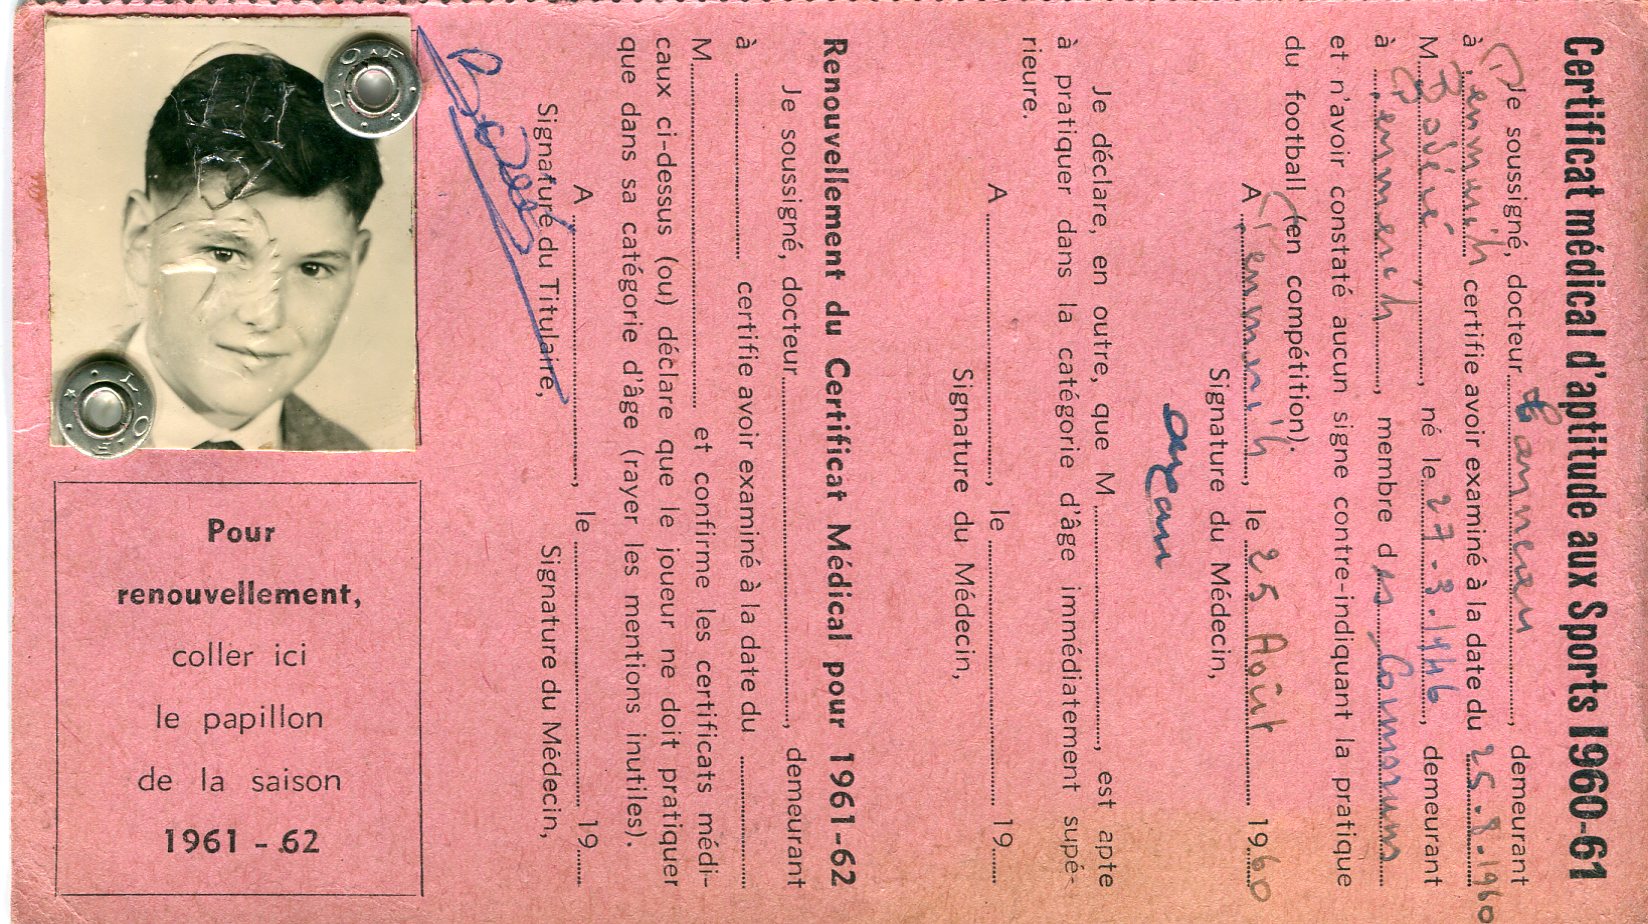 Certificat médical d'aptitude aux Sports 1960-61
Je soussigné, docteur demeurant
à certifie avoir examiné à la date du 25.8.1960
M né le 27.3.1946, demeurant
à, membre des
et n'avoir constaté aucun signe contre-indiquant la pratique
du football (en compétition).
A, le 25 Août 1960
Signature du Médecin,
Je déclare, en outre, que M, est apte
à pratiquer dans la catégorie d'âge immédiatement supé-
rieure.
A, le 19
Signature du Médecin,
Renouvellement du Certificat Médical pour 1961-62
Je soussigné, docteur, demeurant
à certifie avoir examiné à la date du
M et confirme les certificats médi-
caux ci-dessus (ou) déclare que le joueur ne doit pratiquer
que dans sa catégorie d'âge (rayer les mentions inutiles).
A, le 19
Signature du Titulaire, Signature du Médecin,
Pour
renouvellement,
coller ici
le papillon
de la saison
1961 - 62